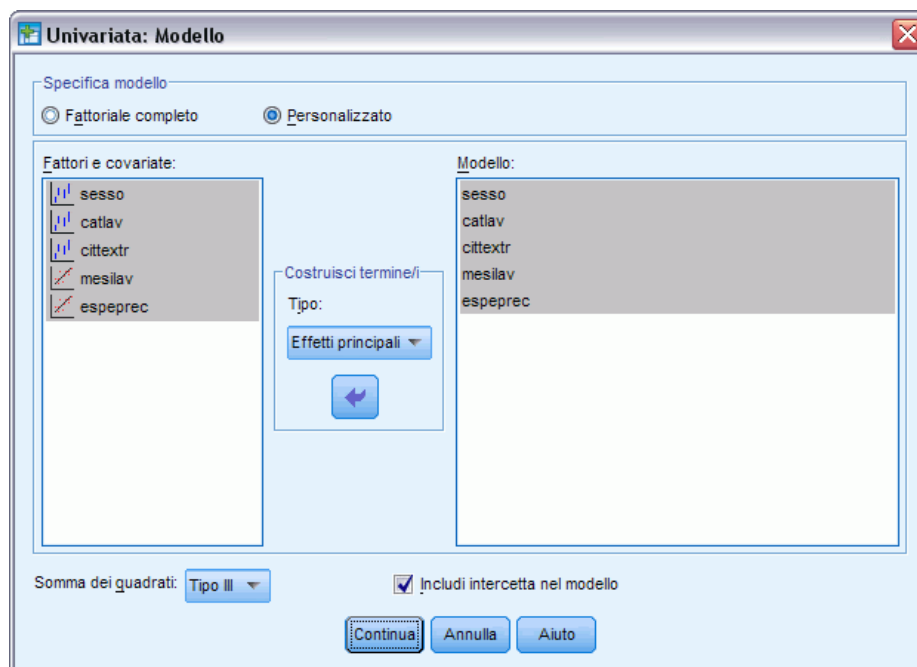 Univariata: Modello
Specifica modello
Fattoriale completo
Personalizzato
Fattori e covariate:
sesso
catlav
cittextr
mesilav
espeprec
Costruisci termine/i
Tipo:
Effetti principali
Modello:
sesso
catlav
cittextr
mesilav
espeprec
Somma dei quadrati: Tipo III
Includi intercetta nel modello
Continua
Annulla
Aiuto